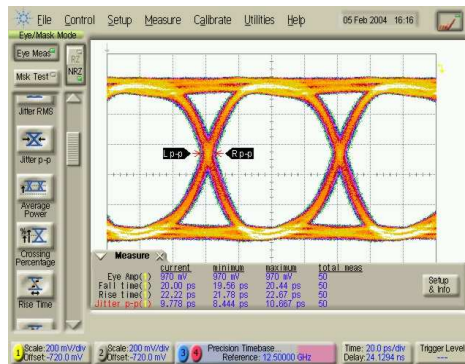 File Control Setup Measure Calibrate Utilities Help 05 Feb 2004 16:16
Eye/Mask Mode
Eye Meas
RZ
NRZ
Msk Test
Jitter RMS
Jitter p-p
Average Power
Crossing Percentage
Rise Time
L p-p R p-p
Measure
current minimum maximum total meas
Eye Amp( ) 970 mV 970 mV 970 mV 50
Fall time( ) 20.00 ps 19.56 ps 20.44 ps 50
Rise time( ) 22.22 ps 21.78 ps 22.67 ps 50
Jitter p-p( ) 9.778 ps 8.444 ps 10.667 ps 50
Setup & Info
1 Scale: 200 mV/div Offset: -720.0 mV
2 Scale: 200 mV/div Offset: -720.0 mV
3 4 Precision Timebase... Reference: 12.50000 GHz
Time: 20.0 ps/div Delay: 24.1294 ns
Trigger Level